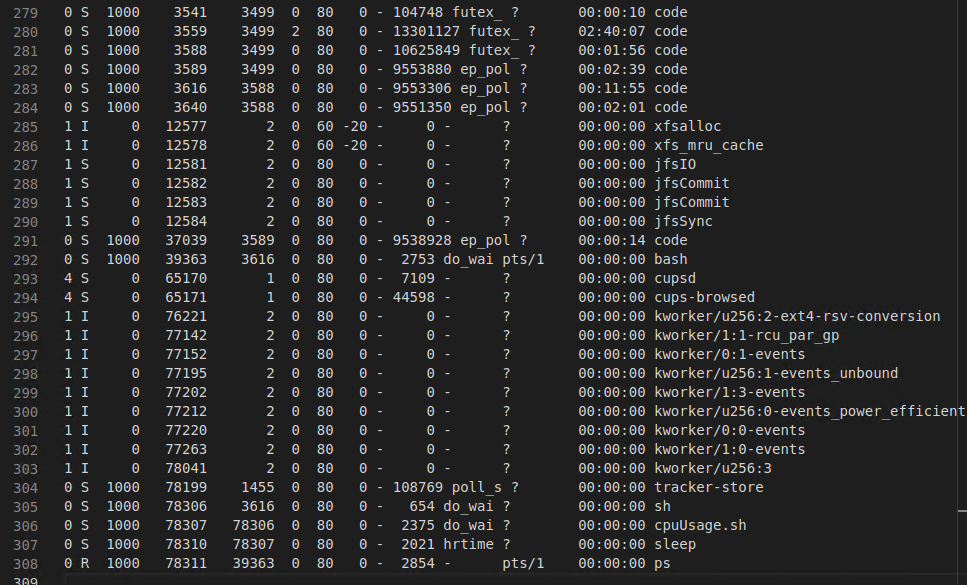 279 0 S 1000 3541 3499 0 80 0 - 104748 futex_ ? 00:00:10 code
280 0 S 1000 3559 3499 2 80 0 - 13301127 futex_ ? 02:40:07 code
281 0 S 1000 3588 3499 0 80 0 - 10625849 futex_ ? 00:01:56 code
282 0 S 1000 3589 3499 0 80 0 - 9553880 ep_pol ? 00:02:39 code
283 0 S 1000 3616 3588 0 80 0 - 9553306 ep_pol ? 00:11:55 code
284 0 S 1000 3640 3588 0 80 0 - 9551350 ep_pol ? 00:02:01 code
285 1 I 0 12577 2 0 60 -20 - 0 - ? 00:00:00 xfsalloc
286 1 I 0 12578 2 0 60 -20 - 0 - ? 00:00:00 xfs_mru_cache
287 1 S 0 12581 2 0 80 0 - 0 - ? 00:00:00 jfsIO
288 1 S 0 12582 2 0 80 0 - 0 - ? 00:00:00 jfsCommit
289 1 S 0 12583 2 0 80 0 - 0 - ? 00:00:00 jfsCommit
290 1 S 0 12584 2 0 80 0 - 0 - ? 00:00:00 jfsSync
291 0 S 1000 37039 3589 0 80 0 - 9538928 ep_pol ? 00:00:14 code
292 0 S 1000 39363 3616 0 80 0 - 2753 do_wai pts/1 00:00:00 bash
293 4 S 0 65170 1 0 80 0 - 7109 - ? 00:00:00 cupsd
294 4 S 0 65171 1 0 80 0 - 44598 - ? 00:00:00 cups-browsed
295 1 I 0 76221 2 0 80 0 - 0 - ? 00:00:00 kworker/u256:2-ext4-rsv-conversion
296 1 I 0 77142 2 0 80 0 - 0 - ? 00:00:00 kworker/1:1-rcu_par_gp
297 1 I 0 77152 2 0 80 0 - 0 - ? 00:00:00 kworker/0:1-events
298 1 I 0 77195 2 0 80 0 - 0 - ? 00:00:00 kworker/u256:1-events_unbound
299 1 I 0 77202 2 0 80 0 - 0 - ? 00:00:00 kworker/1:3-events
300 1 I 0 77212 2 0 80 0 - 0 - ? 00:00:00 kworker/u256:0-events_power_efficient
301 1 I 0 77220 2 0 80 0 - 0 - ? 00:00:00 kworker/0:0-events
302 1 I 0 77263 2 0 80 0 - 0 - ? 00:00:00 kworker/1:0-events
303 1 I 0 78041 2 0 80 0 - 0 - ? 00:00:00 kworker/u256:3
304 0 S 1000 78199 1455 0 80 0 - 108769 poll_s ? 00:00:00 tracker-store
305 0 S 1000 78306 3616 0 80 0 - 654 do_wai ? 00:00:00 sh
306 0 S 1000 78307 78306 0 80 0 - 2375 do_wai ? 00:00:00 cpuUsage.sh
307 0 S 1000 78310 78307 0 80 0 - 2021 hrtime ? 00:00:00 sleep
308 0 R 1000 78311 39363 0 80 0 - 2854 - pts/1 00:00:00 ps
309